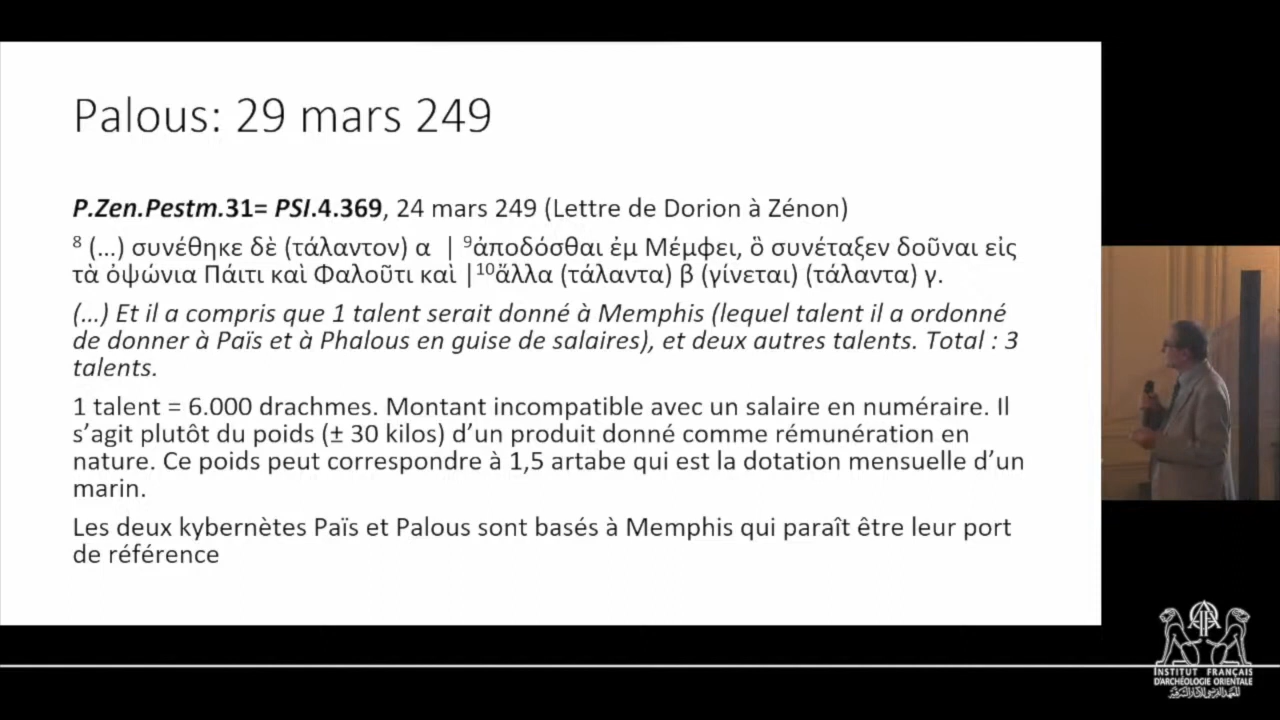 Palous: 29 mars 249
P.Zen.Pestm.31= PSI.4.369, 24 mars 249 (Lettre de Dorion à Zénon)
⁸ (…) συνέθηκε δὲ (τάλαντον) α | ⁹ἀποδόσθαι ἐμ Μέμφει, ὃ συνέταξεν δοῦναι εἰς
τὰ ὀψώνια Πάιτι καὶ Φαλοῦτι καὶ |¹⁰ἄλλα (τάλαντα) β (γίνεται) (τάλαντα) γ.
(…) Et il a compris que 1 talent serait donné à Memphis (lequel talent il a ordonné
de donner à Païs et à Phalous en guise de salaires), et deux autres talents. Total : 3
talents.
1 talent = 6.000 drachmes. Montant incompatible avec un salaire en numéraire. Il
s’agit plutôt du poids (± 30 kilos) d’un produit donné comme rémunération en
nature. Ce poids peut correspondre à 1,5 artabe qui est la dotation mensuelle d’un
marin.
Les deux kybernètes Païs et Palous sont basés à Memphis qui paraît être leur port
de référence
INSTITUT FRANÇAIS
D'ARCHÉOLOGIE ORIENTALE